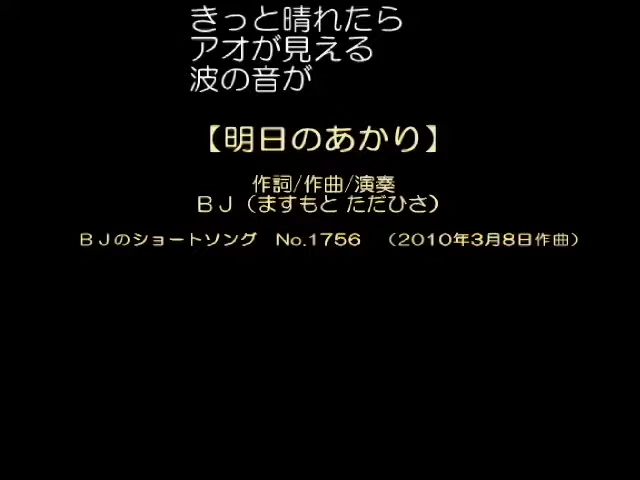 きっと晴れたら
アオが見える
波の音が
【明日のあかり】
作詞/作曲/演奏
ＢＪ（ますもと ただひさ）
ＢＪのショートソング　No.1756　（2010年3月8日作曲）